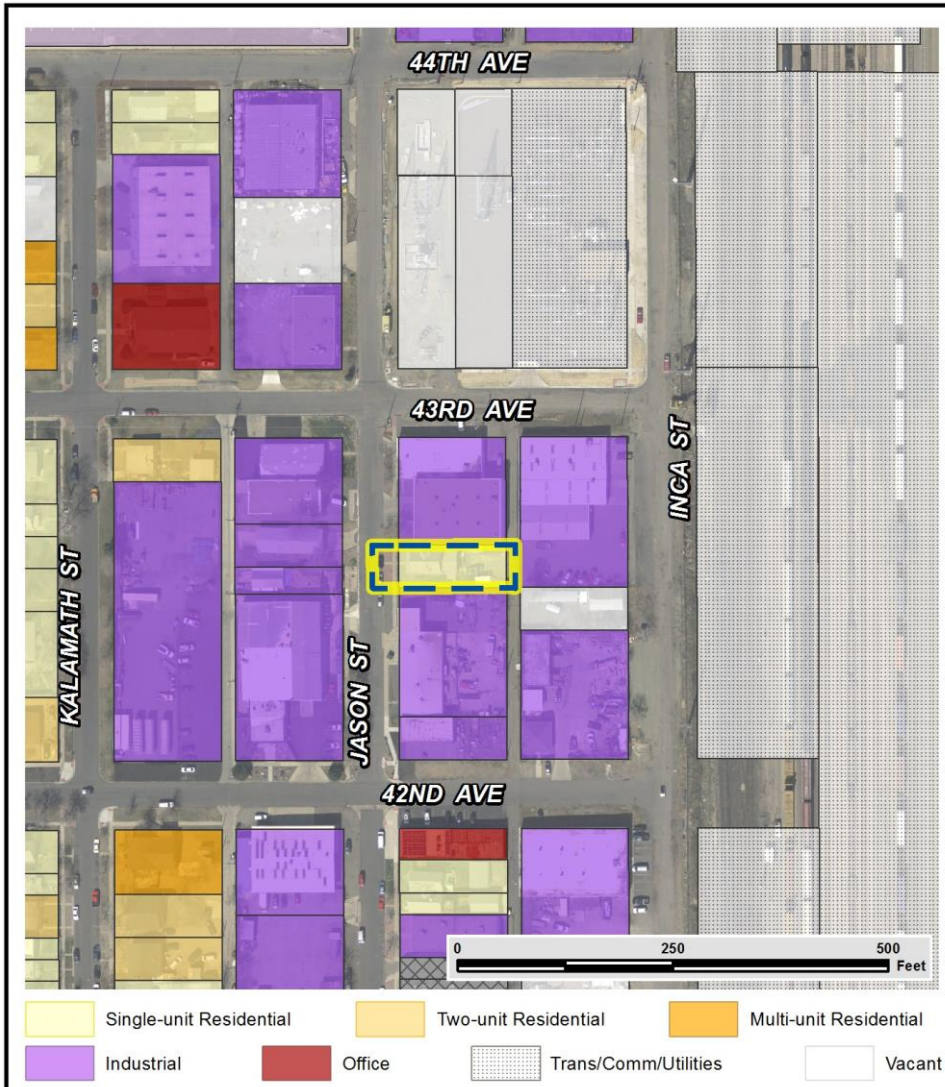 44TH AVE
43RD AVE
INCA ST
KALAMATH ST
JASON ST
42ND AVE
0 250 500
Feet
Single-unit Residential Two-unit Residential Multi-unit Residential
Industrial Office Trans/Comm/Utilities Vacant